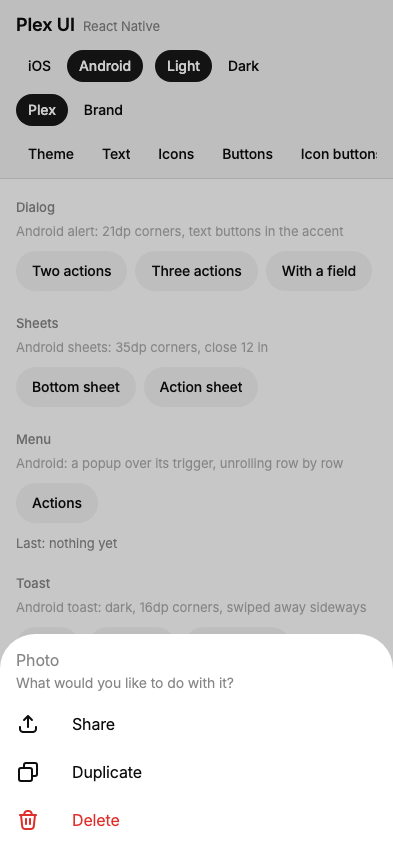 Plex UI React Native
iOS Android Light Dark
Plex Brand
Theme Text Icons Buttons Icon buttons
Dialog
Android alert: 21dp corners, text buttons in the accent
Two actions Three actions With a field
Sheets
Android sheets: 35dp corners, close 12 in
Bottom sheet Action sheet
Menu
Android: a popup over its trigger, unrolling row by row
Actions
Last: nothing yet
Toast
Android toast: dark, 16dp corners, swiped away sideways
Photo
What would you like to do with it?
Share
Duplicate
Delete